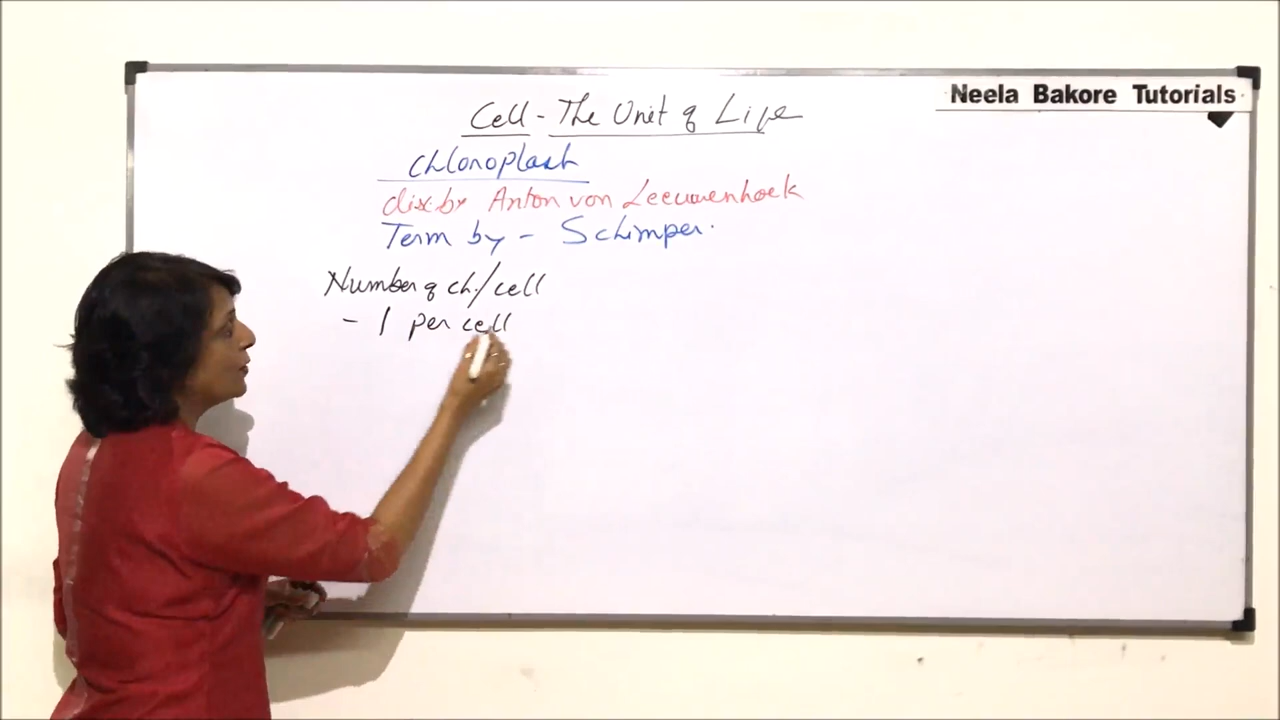 Neela Bakore Tutorials
Cell - The Unit of Life
Chloroplast
disc. by Anton von Leeuwenhoek
Term by - Schimper.
Number of ch./cell
- 1 per cell